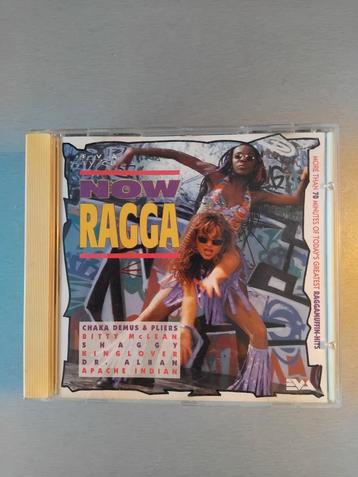 NOW
RAGGA
CHAKA DEMUS & PLIERS
BITTY McLEAN
SHAGGY
KINGLOVER
DR. ALBAN
APACHE INDIAN
MORE THAN 70 MINUTES OF TODAY'S GREATEST RAGGAMUFFIN-HITS